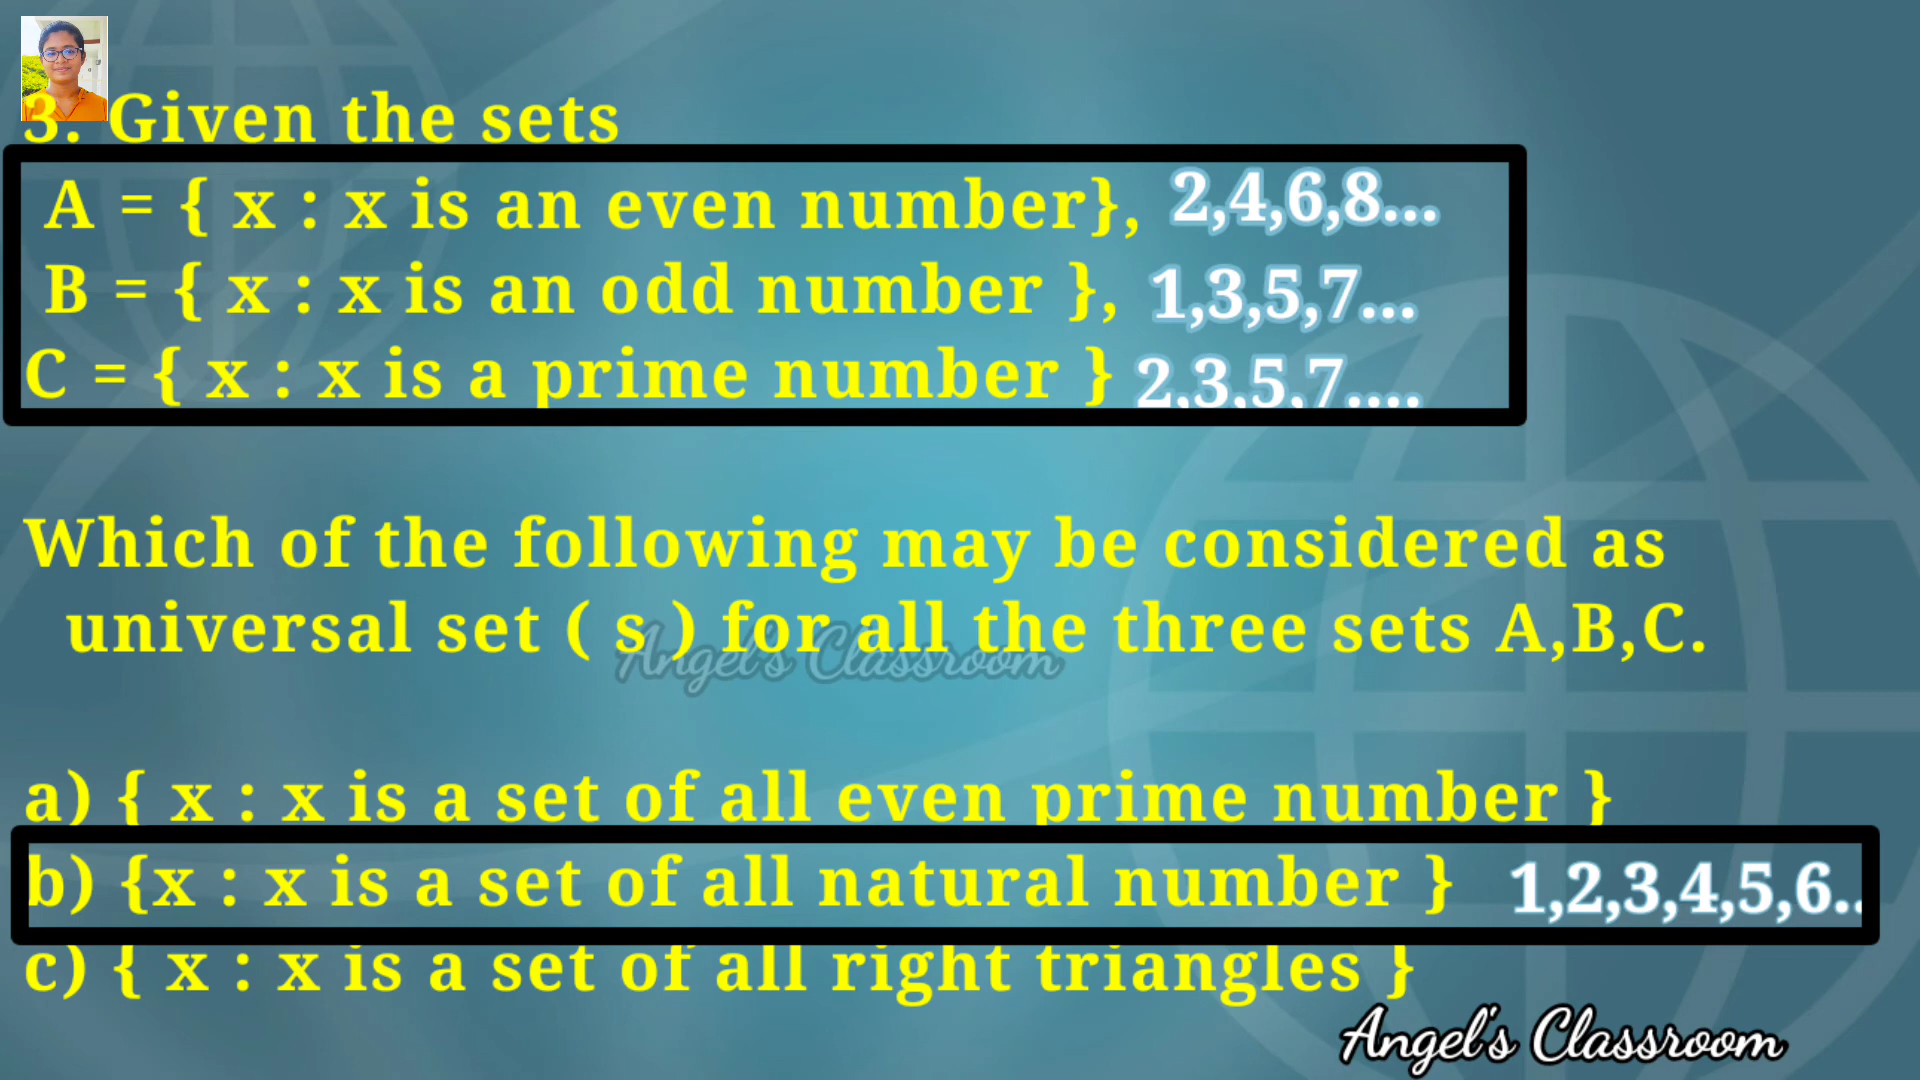 3. Given the sets
A = { x : x is an even number}, 2,4,6,8...
B = { x : x is an odd number }, 1,3,5,7...
C = { x : x is a prime number } 2,3,5,7....
Which of the following may be considered as
universal set ( s ) for all the three sets A,B,C.
Angel's Classroom
a) { x : x is a set of all even prime number }
b) {x : x is a set of all natural number } 1,2,3,4,5,6..
c) { x : x is a set of all right triangles }
Angel's Classroom